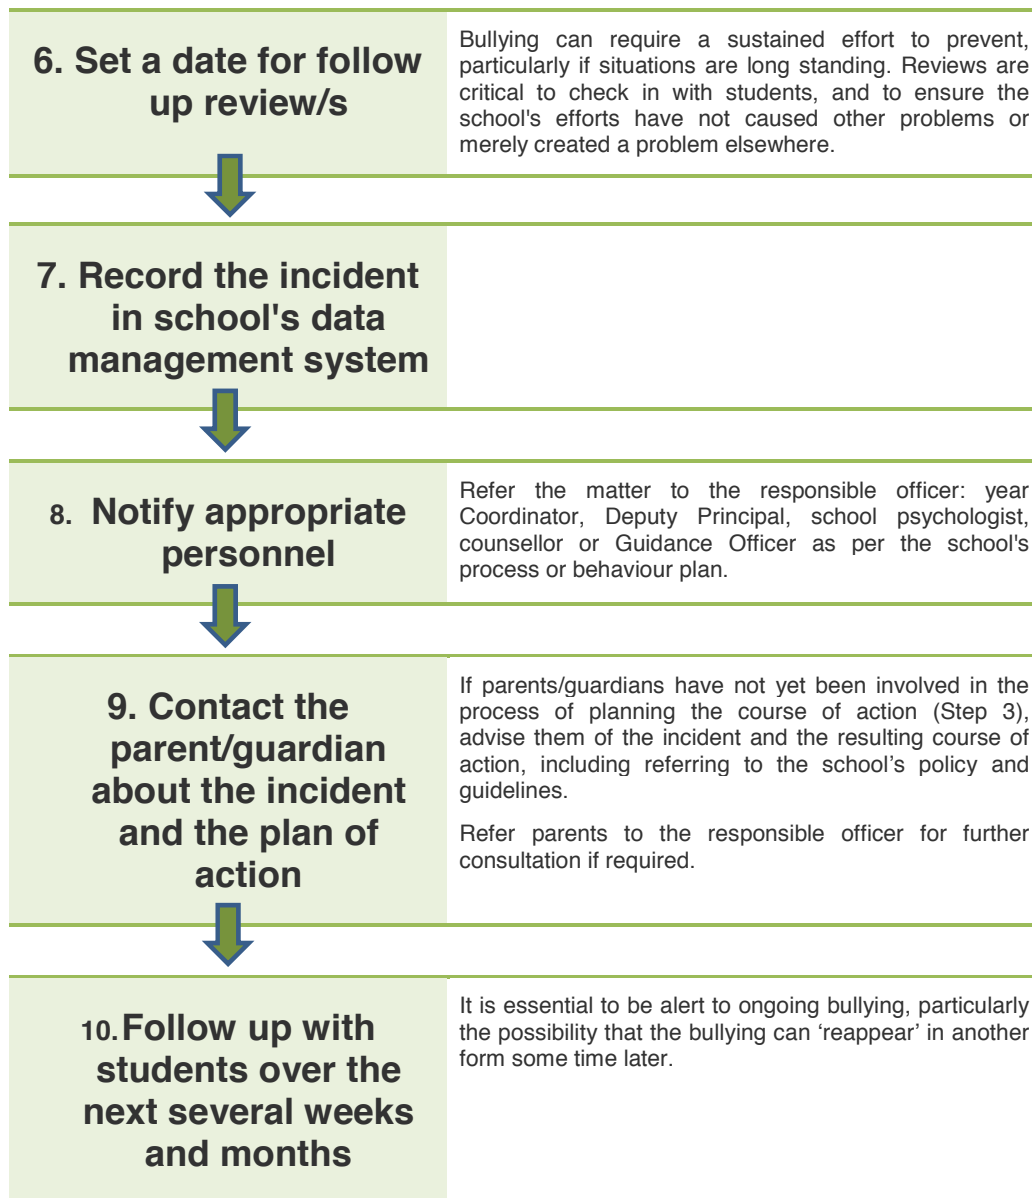 6. Set a date for follow
up review/s
Bullying can require a sustained effort to prevent,
particularly if situations are long standing. Reviews are
critical to check in with students, and to ensure the
school's efforts have not caused other problems or
merely created a problem elsewhere.
7. Record the incident
in school's data
management system
8. Notify appropriate
personnel
Refer the matter to the responsible officer: year
Coordinator, Deputy Principal, school psychologist,
counsellor or Guidance Officer as per the school's
process or behaviour plan.
9. Contact the
parent/guardian
about the incident
and the plan of
action
If parents/guardians have not yet been involved in the
process of planning the course of action (Step 3),
advise them of the incident and the resulting course of
action, including referring to the school’s policy and
guidelines.
Refer parents to the responsible officer for further
consultation if required.
10. Follow up with
students over the
next several weeks
and months
It is essential to be alert to ongoing bullying, particularly
the possibility that the bullying can ‘reappear’ in another
form some time later.